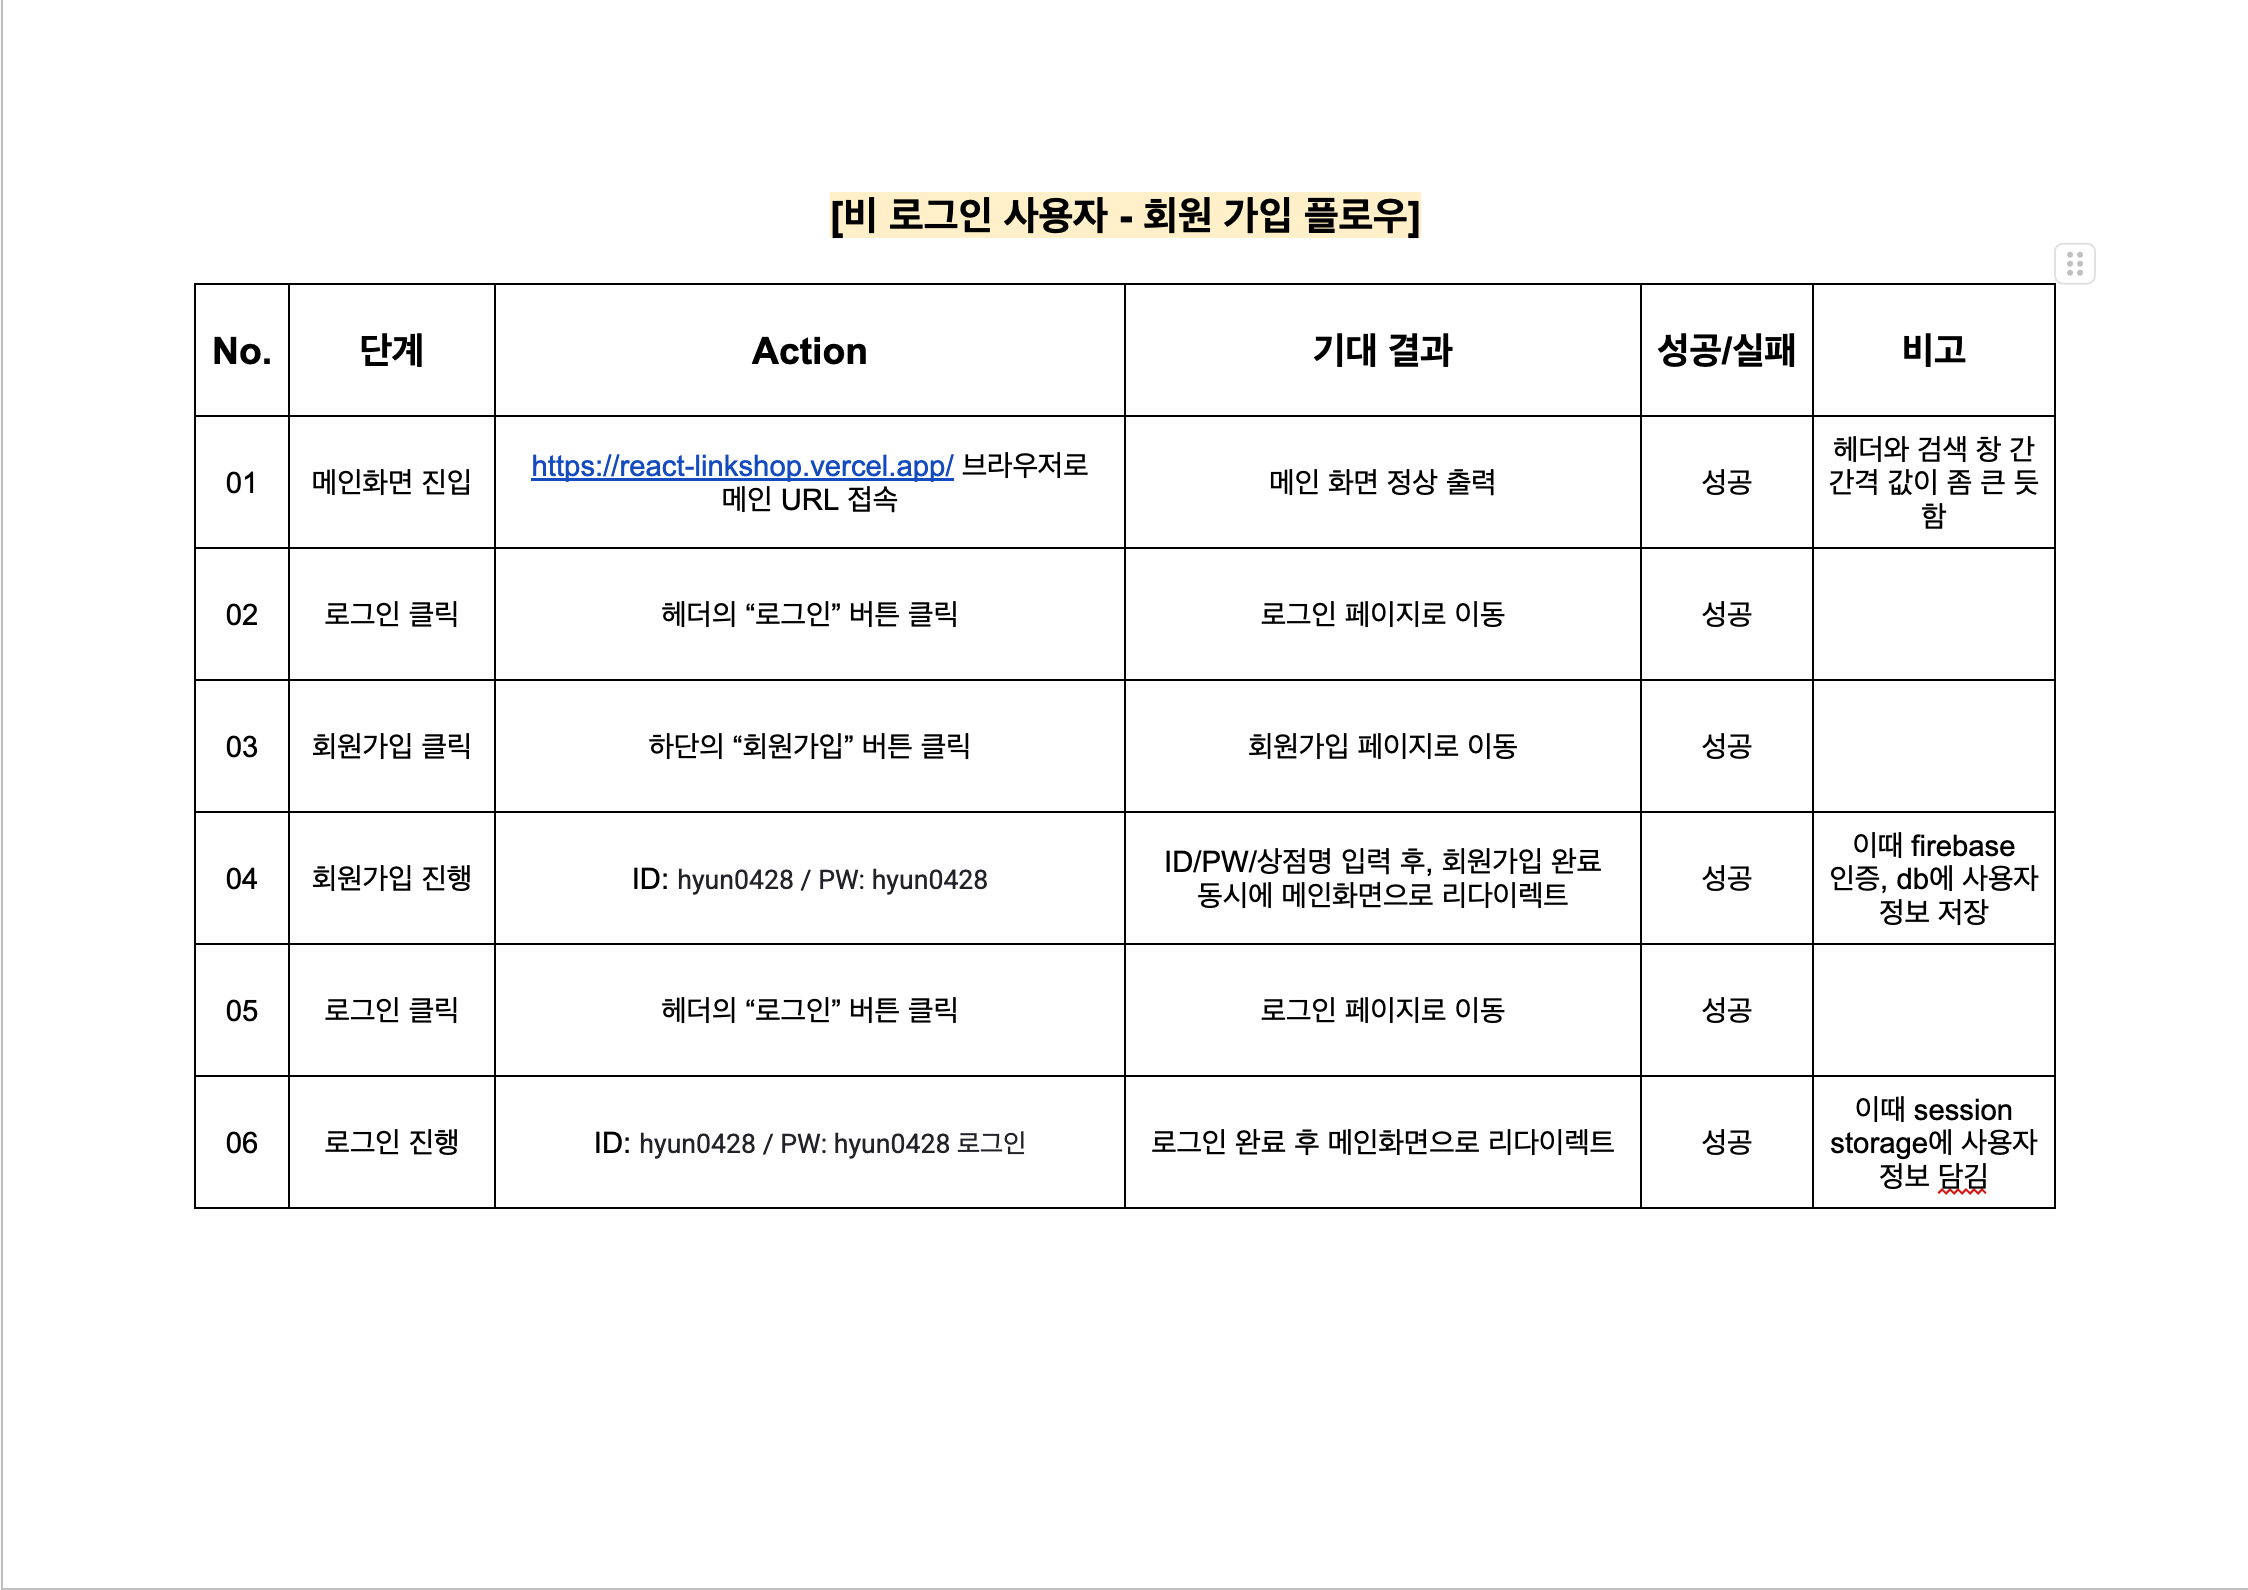 [비 로그인 사용자 - 회원 가입 플로우]
No. 단계 Action 기대 결과 성공/실패 비고
01 메인화면 진입 https://react-linkshop.vercel.app/ 브라우저로
메인 URL 접속 메인 화면 정상 출력 성공 헤더와 검색 창 간
간격 값이 좀 큰 듯
함
02 로그인 클릭 헤더의 “로그인” 버튼 클릭 로그인 페이지로 이동 성공
03 회원가입 클릭 하단의 “회원가입” 버튼 클릭 회원가입 페이지로 이동 성공
04 회원가입 진행 ID: hyun0428 / PW: hyun0428 ID/PW/상점명 입력 후, 회원가입 완료
동시에 메인화면으로 리다이렉트 성공 이때 firebase
인증, db에 사용자
정보 저장
05 로그인 클릭 헤더의 “로그인” 버튼 클릭 로그인 페이지로 이동 성공
06 로그인 진행 ID: hyun0428 / PW: hyun0428 로그인 로그인 완료 후 메인화면으로 리다이렉트 성공 이때 session
storage에 사용자
정보 담김